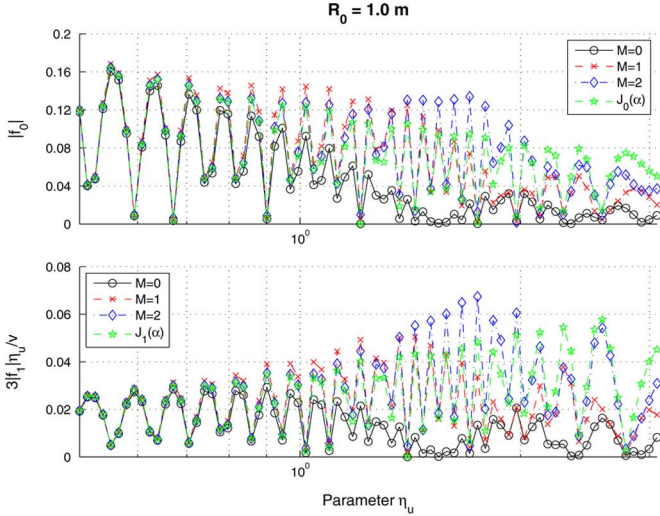 R₀ = 1.0 m
|f₀|
0.2
0.16
0.12
0.08
0.04
0
M=0
M=1
M=2
J₀(α)
10⁰
3|f₁|η_u/v
0.08
0.06
0.04
0.02
0
M=0
M=1
M=2
J₁(α)
10⁰
Parameter η_u